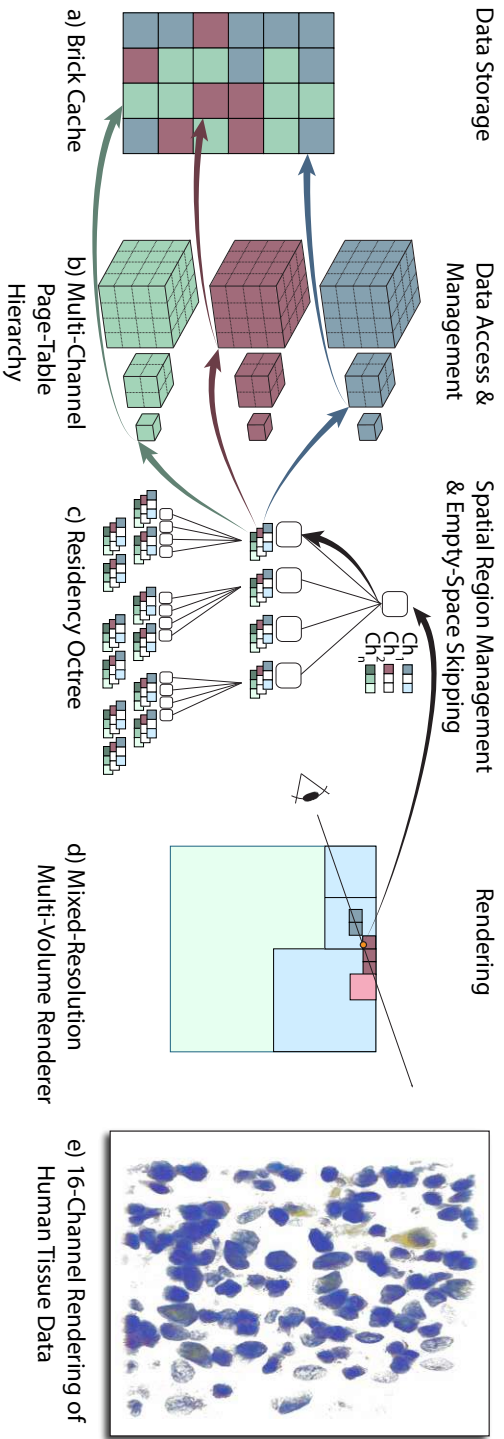 Data Storage
Data Access &
Management
Spatial Region Management
& Empty-Space Skipping
Rendering
Ch1
Ch2
Chn
a) Brick Cache
b) Multi-Channel
Page-Table
Hierarchy
c) Residency Octree
d) Mixed-Resolution
Multi-Volume Renderer
e) 16-Channel Rendering of
Human Tissue Data